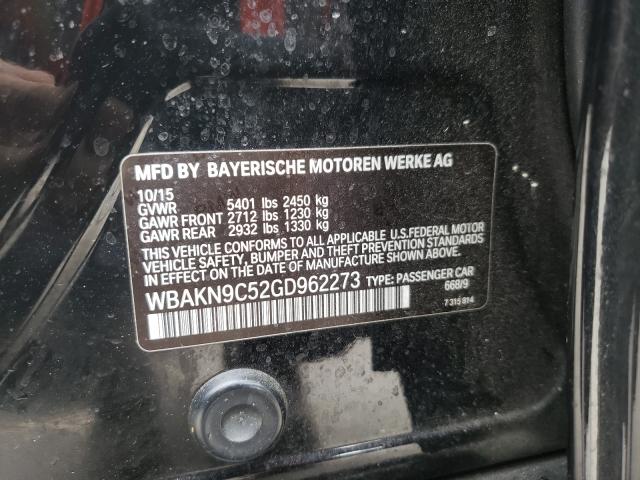 MFD BY BAYERISCHE MOTOREN WERKE AG
10/15
GVWR 5401 lbs 2450 kg
GAWR FRONT 2712 lbs 1230 kg
GAWR REAR 2932 lbs 1330 kg
THIS VEHICLE CONFORMS TO ALL APPLICABLE U.S.FEDERAL MOTOR
VEHICLE SAFETY, BUMPER AND THEFT PREVENTION STANDARDS
IN EFFECT ON THE DATE OF MANUFACTURE SHOWN ABOVE.
WBAKN9C52GD962273 TYPE: PASSENGER CAR
668/9
7 315 814